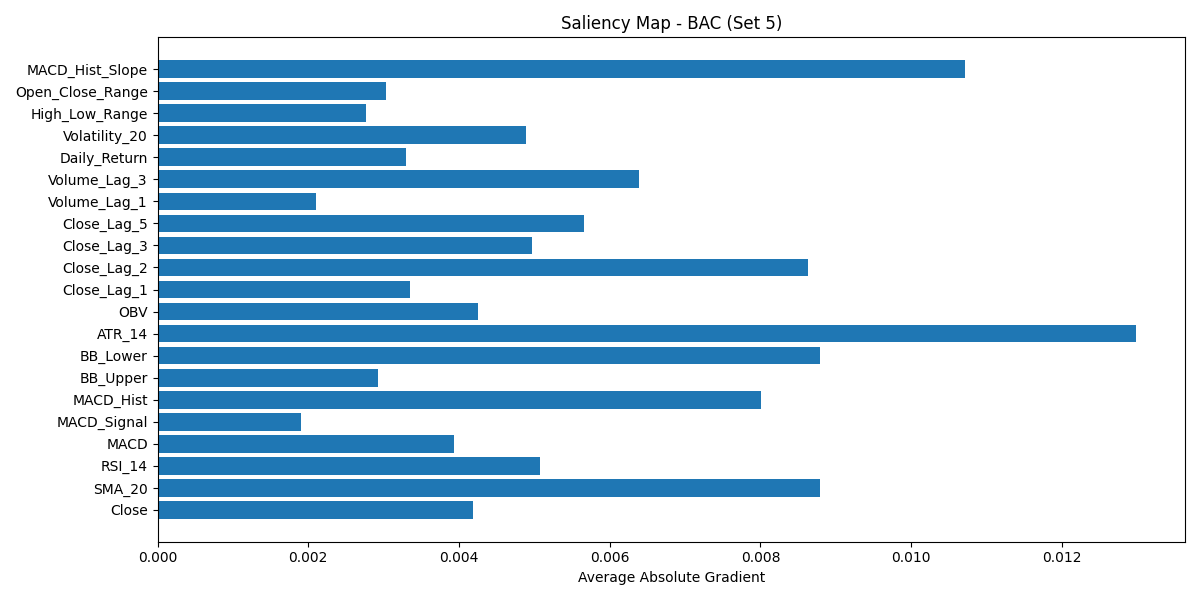 Saliency Map - BAC (Set 5)
MACD_Hist_Slope
Open_Close_Range
High_Low_Range
Volatility_20
Daily_Return
Volume_Lag_3
Volume_Lag_1
Close_Lag_5
Close_Lag_3
Close_Lag_2
Close_Lag_1
OBV
ATR_14
BB_Lower
BB_Upper
MACD_Hist
MACD_Signal
MACD
RSI_14
SMA_20
Close
0.000 0.002 0.004 0.006 0.008 0.010 0.012
Average Absolute Gradient